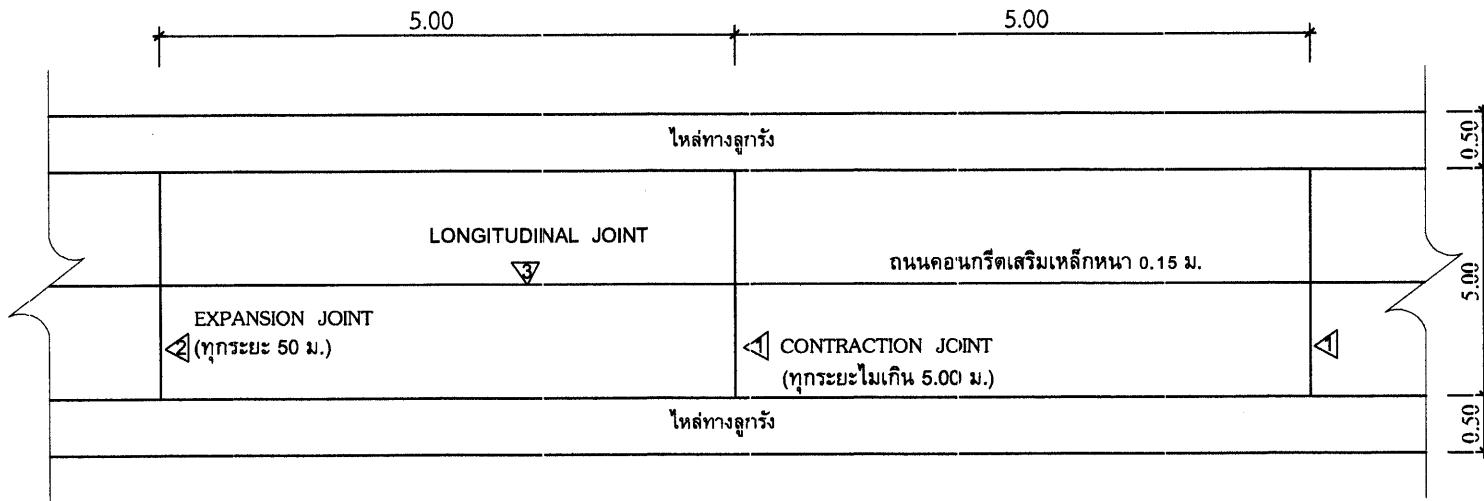 5.00 5.00
ไหล่ทางลูกรัง
0.50
LONGITUDINAL JOINT
3
ถนนคอนกรีตเสริมเหล็กหนา 0.15 ม.
5.00
EXPANSION JOINT
2 (ทุกระยะ 50 ม.)
1 CONTRACTION JOINT
(ทุกระยะไม่เกิน 5.00 ม.)
1
ไหล่ทางลูกรัง
0.50